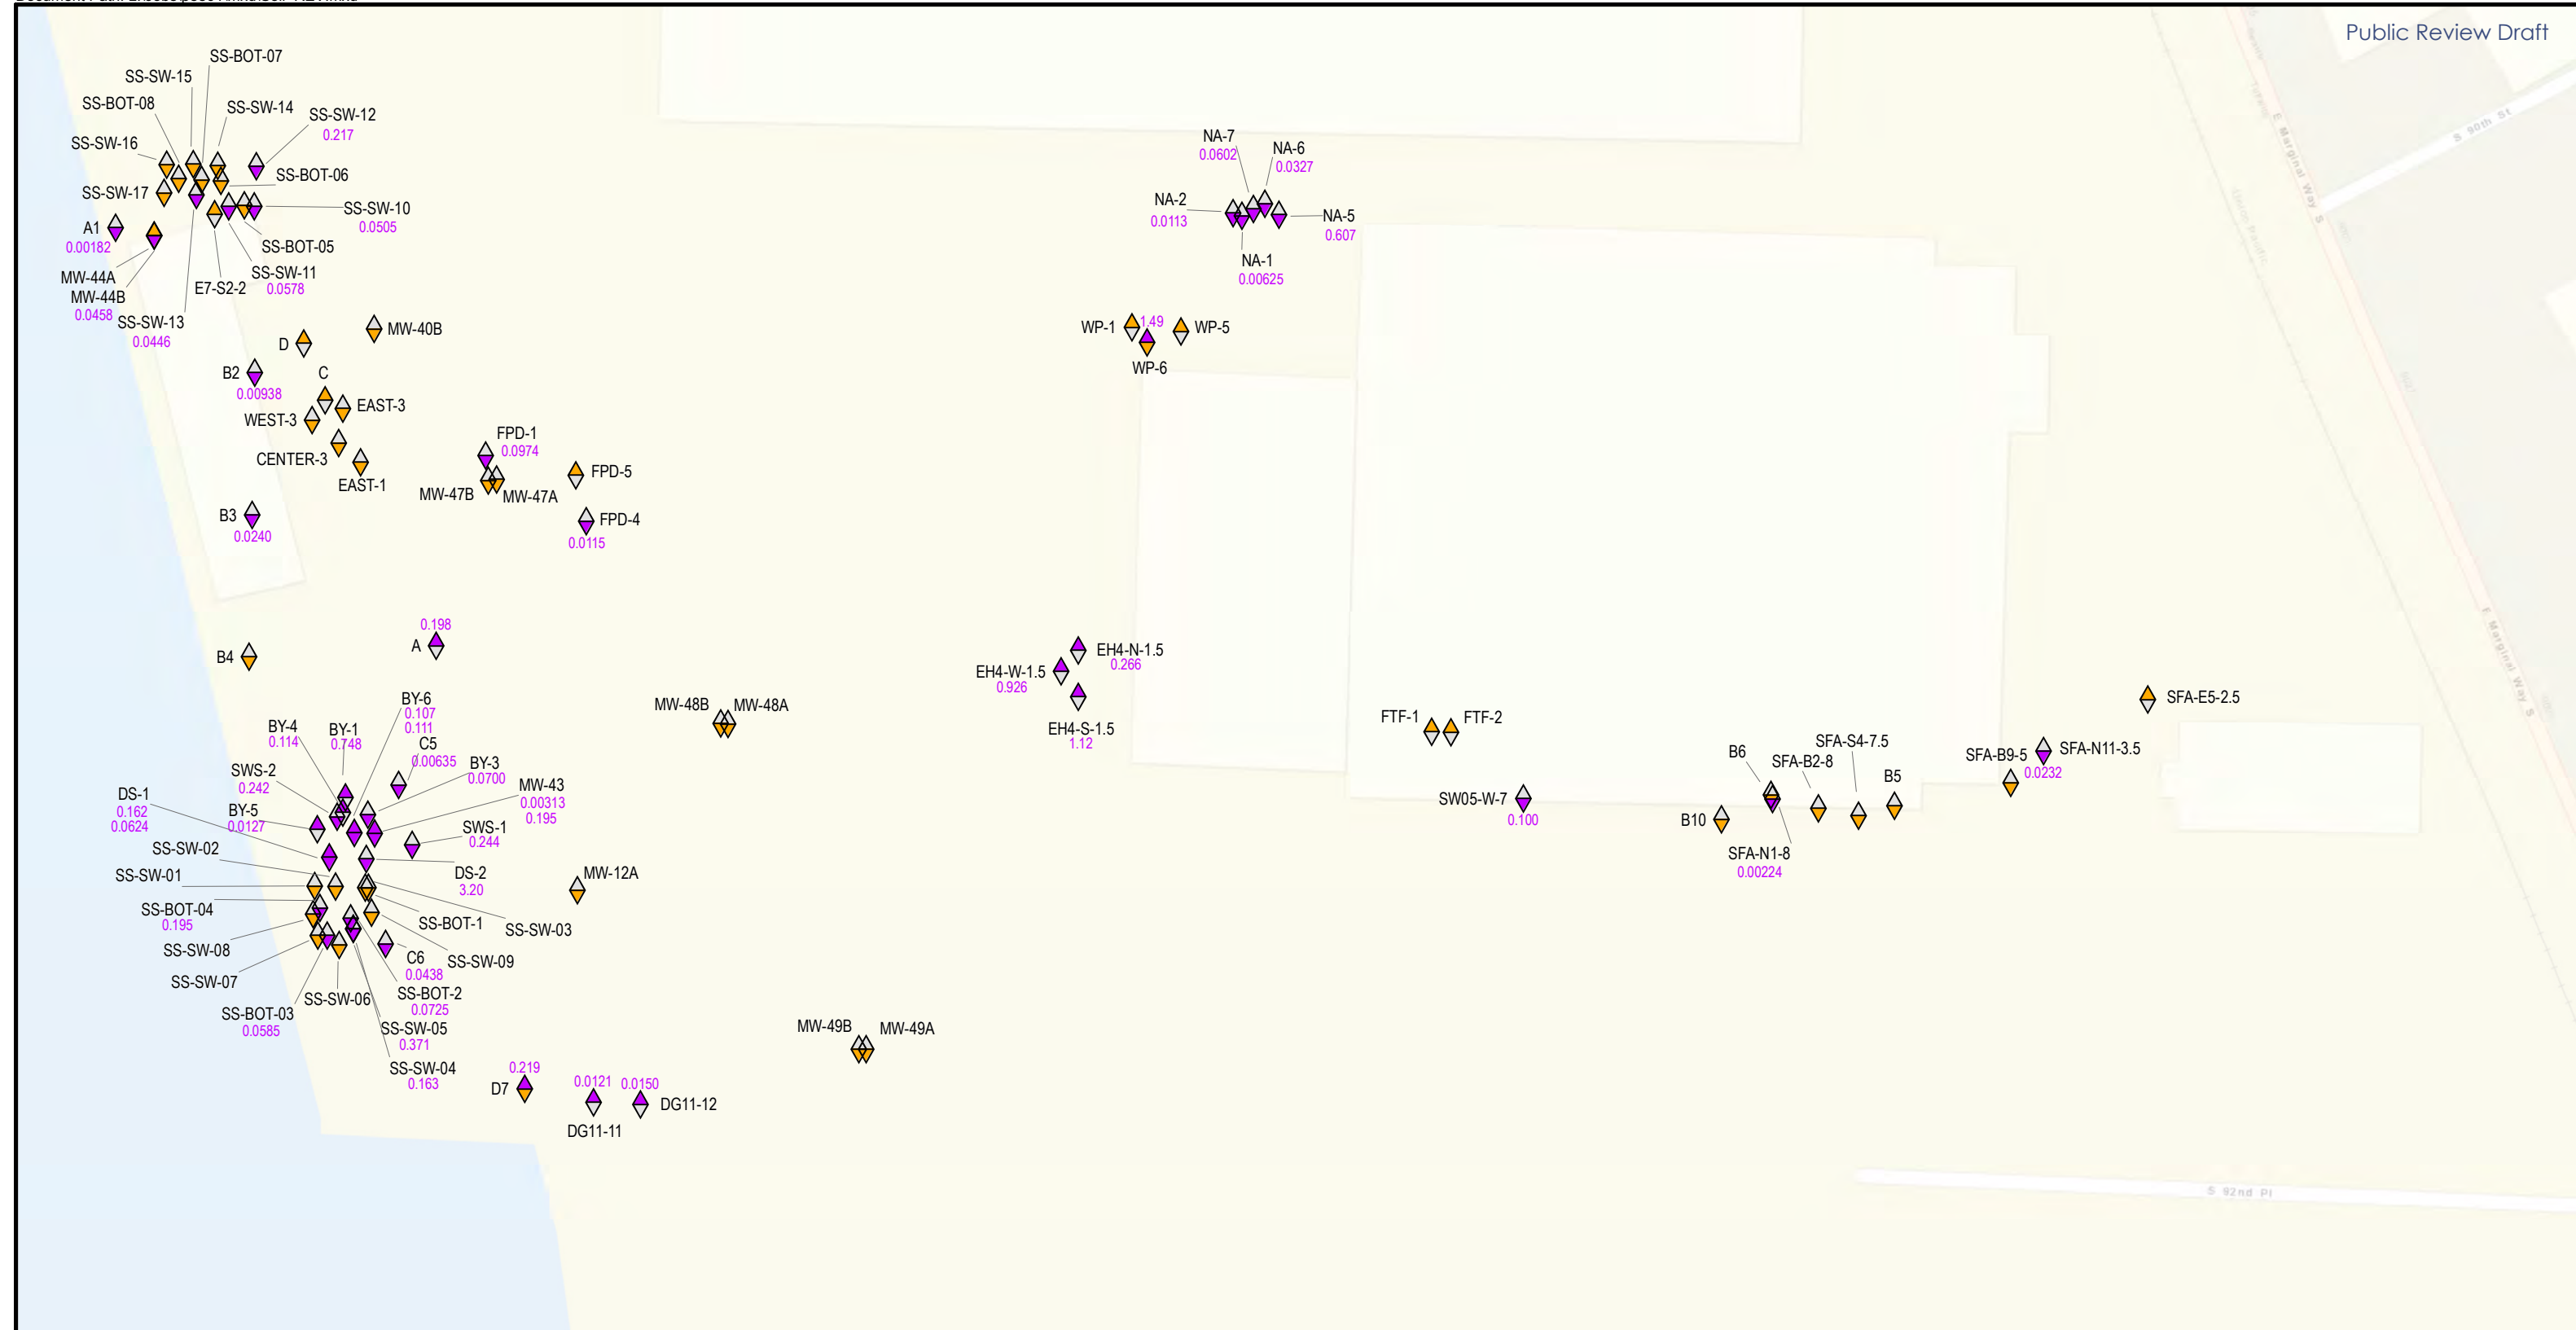 Public Review Draft
SS-BOT-07
SS-SW-15
SS-BOT-08
SS-SW-14
SS-SW-12
0.217
SS-SW-16
SS-BOT-06
SS-SW-17
SS-SW-10
0.0505
A1
0.00182
SS-BOT-05
SS-SW-11
0.0578
MW-44A
MW-44B
0.0458
E7-S2-2
SS-SW-13
0.0446
NA-7
0.0602
NA-6
0.0327
NA-2
0.0113
NA-5
0.607
NA-1
0.00625
MW-40B
D
B2
0.00938
C
EAST-3
WEST-3
CENTER-3
EAST-1
WP-1
1.49
WP-5
WP-6
FPD-1
0.0974
FPD-5
MW-47B
MW-47A
FPD-4
0.0115
B3
0.0240
0.198
A
B4
EH4-N-1.5
0.266
EH4-W-1.5
0.926
EH4-S-1.5
1.12
MW-48B
MW-48A
BY-6
0.107
0.111
BY-4
0.114
BY-1
0.748
C5
0.00635
BY-3
0.0700
SWS-2
0.242
MW-43
0.00313
0.195
DS-1
0.162
0.0624
BY-5
0.0127
SWS-1
0.244
SS-SW-02
DS-2
3.20
SS-SW-01
MW-12A
SS-BOT-04
0.195
SS-BOT-1
SS-SW-03
SS-SW-08
SS-SW-09
C6
0.0438
SS-SW-07
SS-SW-06
SS-BOT-2
0.0725
SS-BOT-03
0.0585
SS-SW-05
0.371
SS-SW-04
0.163
MW-49B
MW-49A
0.219
D7
0.0121
DG11-11
0.0150
DG11-12
FTF-1
FTF-2
SW05-W-7
0.100
B6
SFA-B2-8
SFA-S4-7.5
B5
B10
SFA-N1-8
0.00224
SFA-B9-5
SFA-N11-3.5
0.0232
SFA-E5-2.5
E Marginal Way S
S 90th St
E Marginal Way S
S 92nd Pl